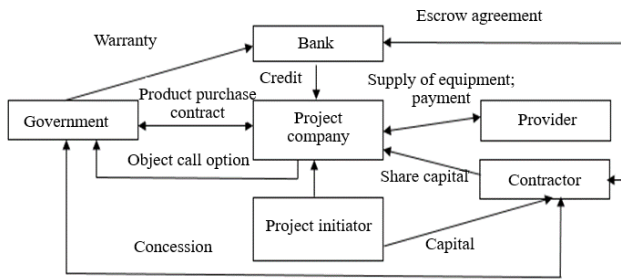 Escrow agreement
Warranty
Bank
Credit
Supply of equipment;
payment
Product purchase
contract
Government
Project
company
Provider
Object call option
Share capital
Contractor
Project initiator
Concession
Capital